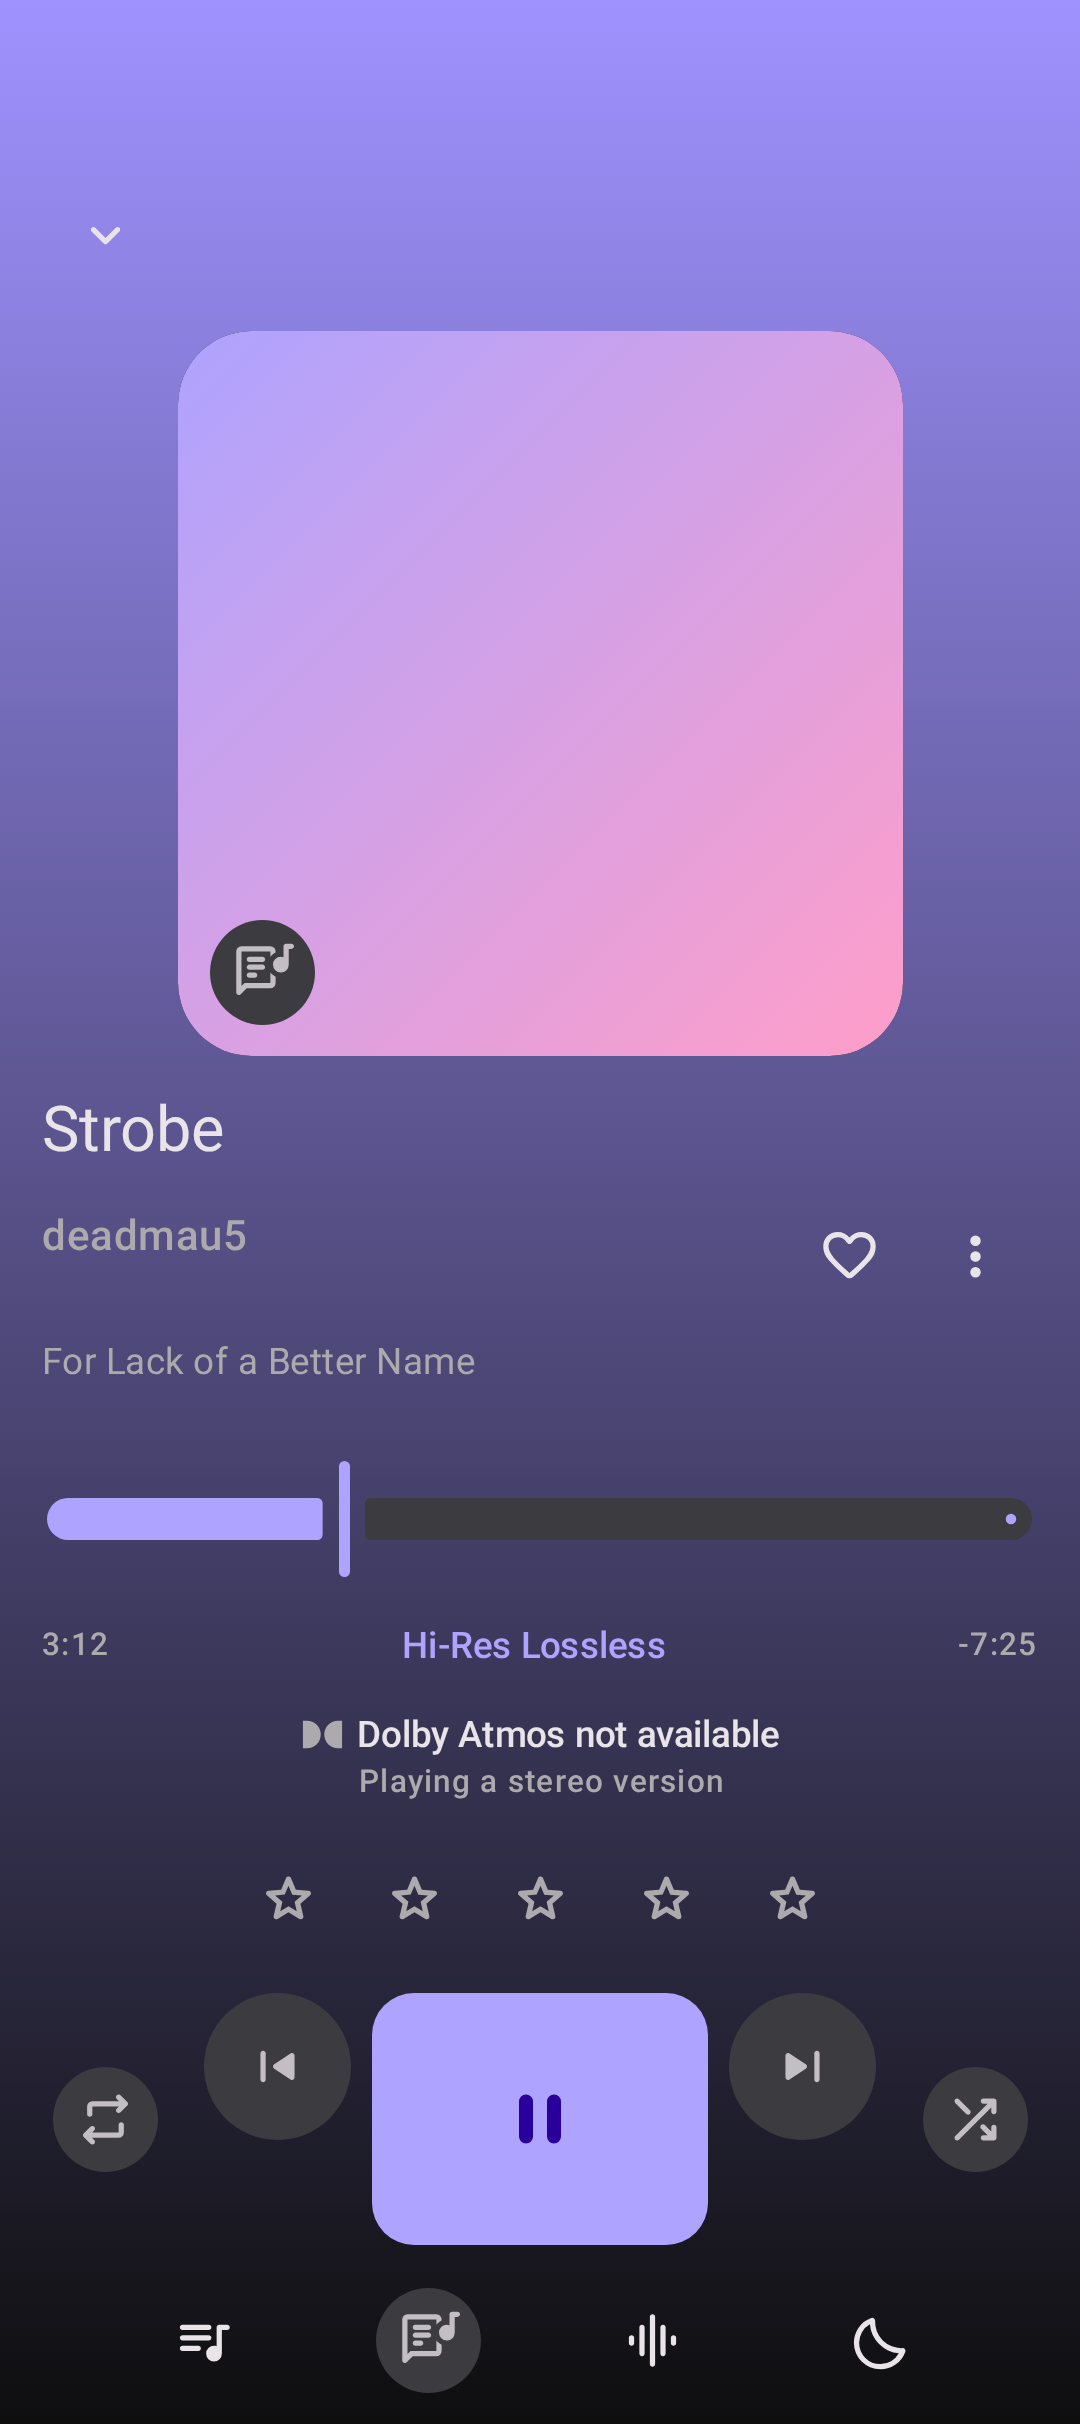 Strobe
deadmau5
For Lack of a Better Name
3:12
Hi-Res Lossless
-7:25
Dolby Atmos not available
Playing a stereo version